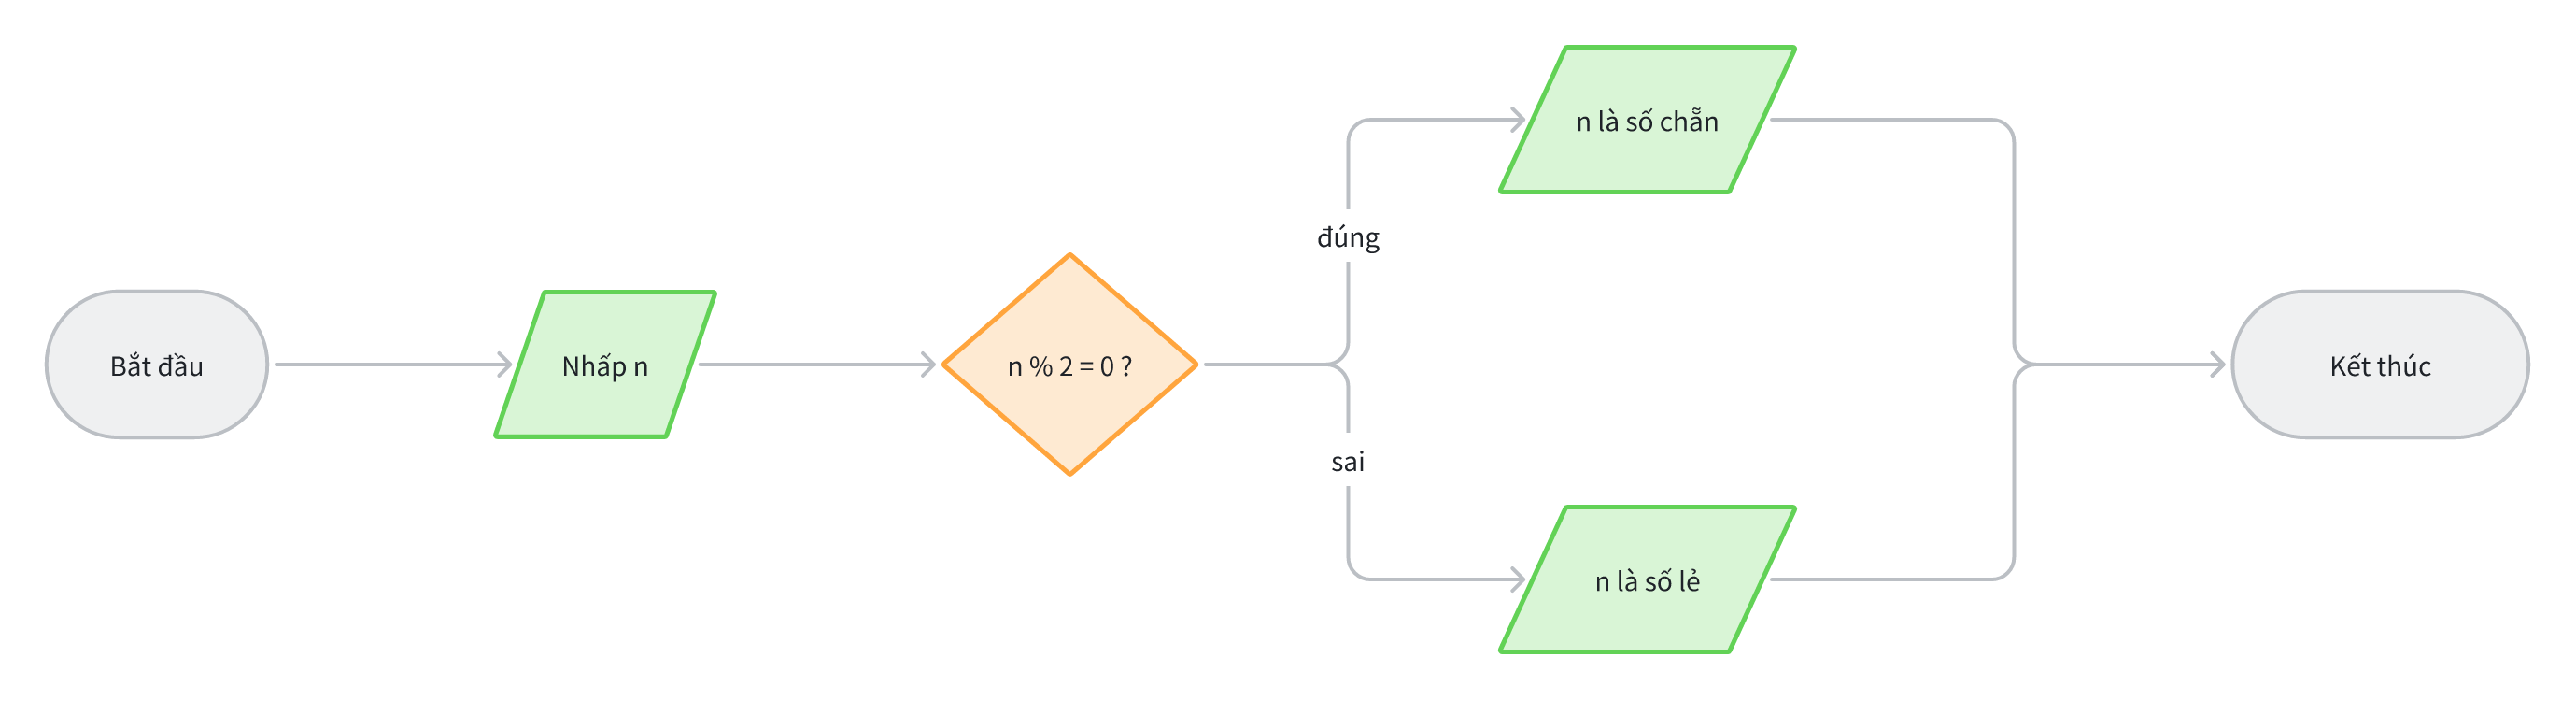 Bắt đầu
Nhấp n
n % 2 = 0 ?
đúng
n là số chẵn
sai
n là số lẻ
Kết thúc